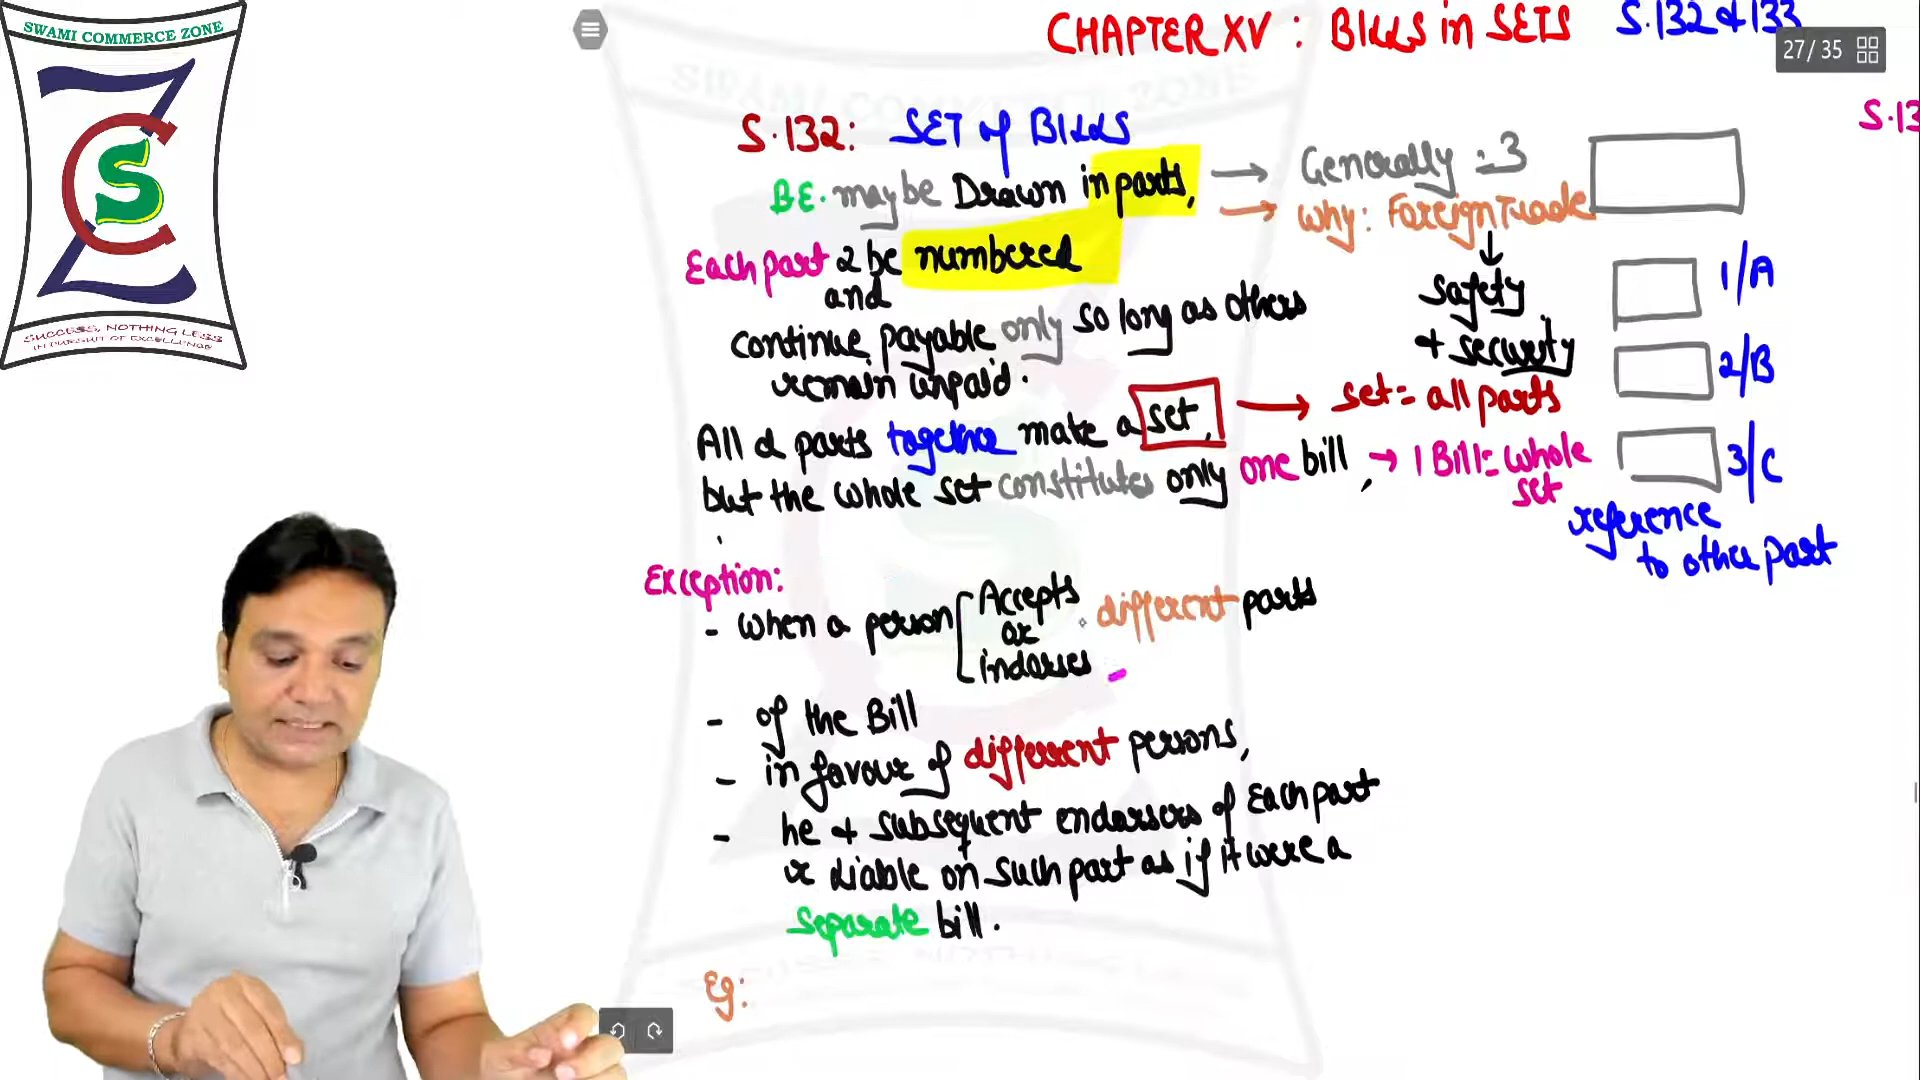 SWAMI COMMERCE ZONE
SUCCESS, NOTHING LESS
IN PURSUIT OF EXCELLENCE
CHAPTER XV : BILLS in SETS S.132 & 133
27/ 35
S.13
S.132: SET of BILLS
B.E. may be Drawn in parts, → Generally = 3
→ why: Foreign Trade
↓
safety
+ security
Each part 2 be numbered
and
continue payable only so long as others
remain unpaid.
All d parts together make a set, → set = all parts
but the whole set constitutes only one bill, → 1 Bill = whole
set
1/A
2/B
3/C
reference
to other part
Exception:
- when a person Accepts
or
indorses
different parts
- of the Bill
- in favour of different persons,
- he & subsequent endorsers of Each part
r liable on such part as if it were a
separate bill.
Eg: